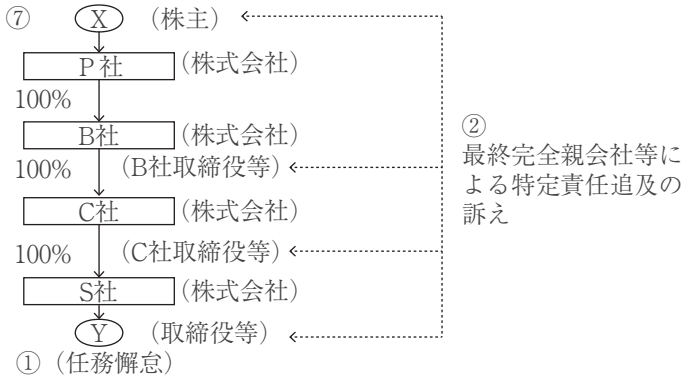 ⑦ X (株主)
P社 (株式会社)
100%
B社 (株式会社)
100% (B社取締役等)
C社 (株式会社)
100% (C社取締役等)
S社 (株式会社)
Y (取締役等)
① (任務懈怠)
②
最終完全親会社等に
よる特定責任追及の
訴え